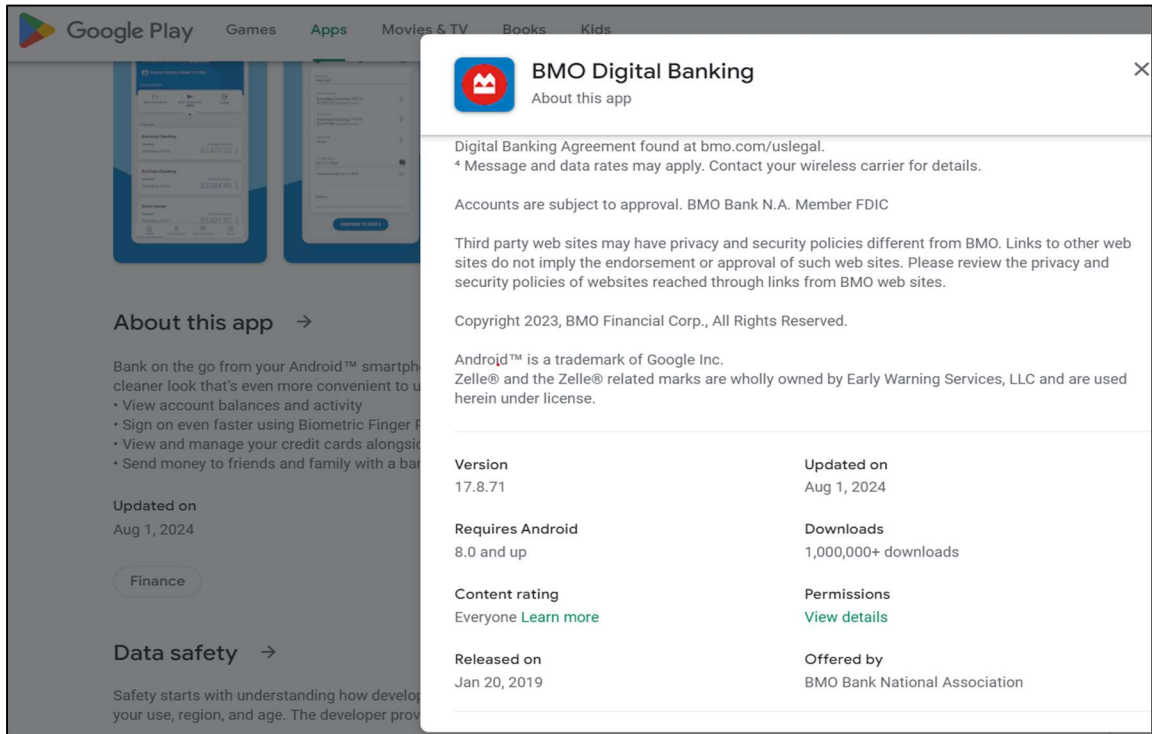 Google Play
Games
Apps
Movies & TV
Books
Kids
BMO Digital Banking
About this app
Digital Banking Agreement found at bmo.com/uslegal.
⁴ Message and data rates may apply. Contact your wireless carrier for details.
Accounts are subject to approval. BMO Bank N.A. Member FDIC
Third party web sites may have privacy and security policies different from BMO. Links to other web
sites do not imply the endorsement or approval of such web sites. Please review the privacy and
security policies of websites reached through links from BMO web sites.
Copyright 2023, BMO Financial Corp., All Rights Reserved.
Android™ is a trademark of Google Inc.
Zelle® and the Zelle® related marks are wholly owned by Early Warning Services, LLC and are used
herein under license.
Version
17.8.71
Updated on
Aug 1, 2024
Requires Android
8.0 and up
Downloads
1,000,000+ downloads
Content rating
Everyone Learn more
Permissions
View details
Released on
Jan 20, 2019
Offered by
BMO Bank National Association
About this app →
Bank on the go from your Android™ smartph
cleaner look that's even more convenient to u
• View account balances and activity
• Sign on even faster using Biometric Finger
• View and manage your credit cards alongsi
• Send money to friends and family with a ba
Updated on
Aug 1, 2024
Finance
Data safety →
Safety starts with understanding how develop
your use, region, and age. The developer prov